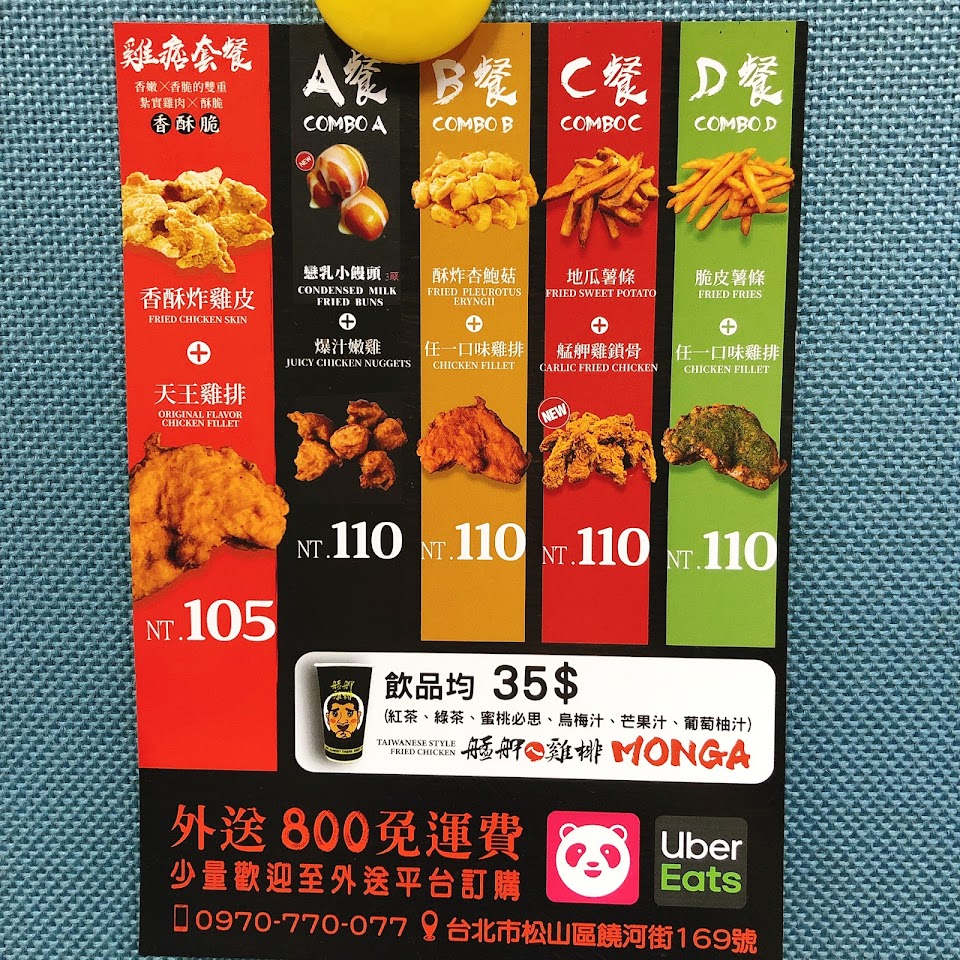 雞痞套餐
香嫩×香脆的雙重
紮實雞肉×酥脆
香酥脆
香酥炸雞皮
FRIED CHICKEN SKIN
+
天王雞排
ORIGINAL FLAVOR
CHICKEN FILLET
NT.105
A餐
COMBO A
NEW
戀乳小饅頭 3顆
CONDENSED MILK
FRIED BUNS
+
爆汁嫩雞
JUICY CHICKEN NUGGETS
NT.110
B餐
COMBO B
酥炸杏鮑菇
FRIED PLEUROTUS
ERYNGII
+
任一口味雞排
CHICKEN FILLET
NT.110
C餐
COMBO C
地瓜薯條
FRIED SWEET POTATO
+
艋舺雞鎖骨
CARLIC FRIED CHICKEN
NEW
NT.110
D餐
COMBO D
脆皮薯條
FRIED FRIES
+
任一口味雞排
CHICKEN FILLET
NT.110
艋舺
飲品均 35$
(紅茶、綠茶、蜜桃必思、烏梅汁、芒果汁、葡萄柚汁)
TAIWANESE STYLE
FRIED CHICKEN
艋舺雞排 MONGA
外送 800免運費
少量歡迎至外送平台訂購
Uber
Eats
0970-770-077 台北市松山區饒河街169號